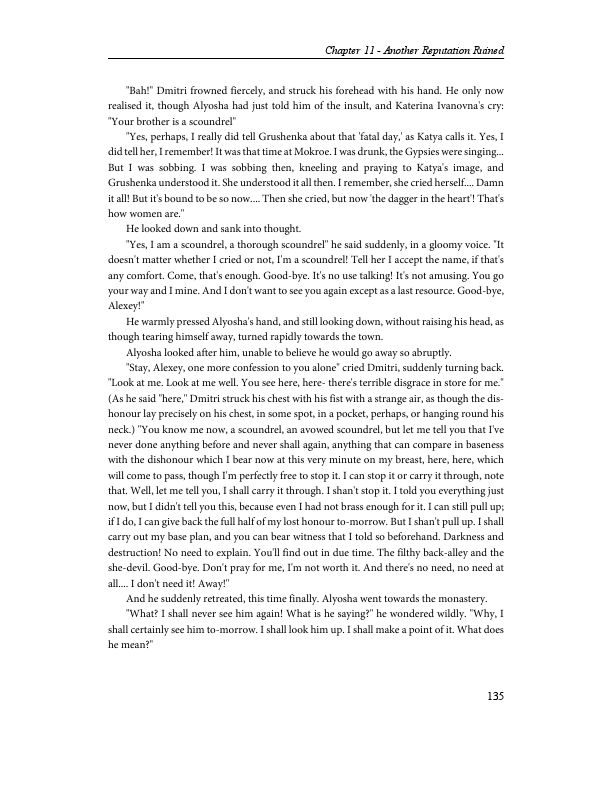 Chapter 11 - Another Reputation Ruined
"Bah!" Dmitri frowned fiercely, and struck his forehead with his hand. He only now
realised it, though Alyosha had just told him of the insult, and Katerina Ivanovna's cry:
"Your brother is a scoundrel"
"Yes, perhaps, I really did tell Grushenka about that 'fatal day,' as Katya calls it. Yes, I
did tell her, I remember! It was that time at Mokroe. I was drunk, the Gypsies were singing...
But I was sobbing. I was sobbing then, kneeling and praying to Katya's image, and
Grushenka understood it. She understood it all then. I remember, she cried herself.... Damn
it all! But it's bound to be so now.... Then she cried, but now 'the dagger in the heart'! That's
how women are."
He looked down and sank into thought.
"Yes, I am a scoundrel, a thorough scoundrel" he said suddenly, in a gloomy voice. "It
doesn't matter whether I cried or not, I'm a scoundrel! Tell her I accept the name, if that's
any comfort. Come, that's enough. Good-bye. It's no use talking! It's not amusing. You go
your way and I mine. And I don't want to see you again except as a last resource. Good-bye,
Alexey!"
He warmly pressed Alyosha's hand, and still looking down, without raising his head, as
though tearing himself away, turned rapidly towards the town.
Alyosha looked after him, unable to believe he would go away so abruptly.
"Stay, Alexey, one more confession to you alone" cried Dmitri, suddenly turning back.
"Look at me. Look at me well. You see here, here- there's terrible disgrace in store for me."
(As he said "here," Dmitri struck his chest with his fist with a strange air, as though the dis-
honour lay precisely on his chest, in some spot, in a pocket, perhaps, or hanging round his
neck.) "You know me now, a scoundrel, an avowed scoundrel, but let me tell you that I've
never done anything before and never shall again, anything that can compare in baseness
with the dishonour which I bear now at this very minute on my breast, here, here, which
will come to pass, though I'm perfectly free to stop it. I can stop it or carry it through, note
that. Well, let me tell you, I shall carry it through. I shan't stop it. I told you everything just
now, but I didn't tell you this, because even I had not brass enough for it. I can still pull up;
if I do, I can give back the full half of my lost honour to-morrow. But I shan't pull up. I shall
carry out my base plan, and you can bear witness that I told so beforehand. Darkness and
destruction! No need to explain. You'll find out in due time. The filthy back-alley and the
she-devil. Good-bye. Don't pray for me, I'm not worth it. And there's no need, no need at
all.... I don't need it! Away!"
And he suddenly retreated, this time finally. Alyosha went towards the monastery.
"What? I shall never see him again! What is he saying?" he wondered wildly. "Why, I
shall certainly see him to-morrow. I shall look him up. I shall make a point of it. What does
he mean?"
135